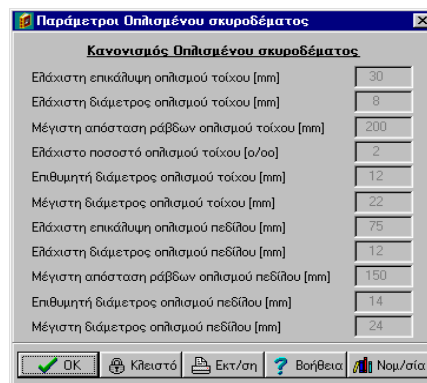 Παράμετροι Οπλισμένου σκυροδέματος
Κανονισμός Οπλισμένου σκυροδέματος
Ελάχιστη επικάλυψη οπλισμού τοίχου [mm] 30
Ελάχιστη διάμετρος οπλισμού τοίχου [mm] 8
Μέγιστη απόσταση ράβδων οπλισμού τοίχου [mm] 200
Ελάχιστο ποσοστό οπλισμού τοίχου [ο/οο] 2
Επιθυμητή διάμετρος οπλισμού τοίχου [mm] 12
Μέγιστη διάμετρος οπλισμού τοίχου [mm] 22
Ελάχιστη επικάλυψη οπλισμού πεδίλου [mm] 75
Ελάχιστη διάμετρος οπλισμού πεδίλου [mm] 12
Μέγιστη απόσταση ράβδων οπλισμού πεδίλου [mm] 150
Επιθυμητή διάμετρος οπλισμού πεδίλου [mm] 14
Μέγιστη διάμετρος οπλισμού πεδίλου [mm] 24
OK Κλειστό Εκτ/ση Βοήθεια Νομ/σία